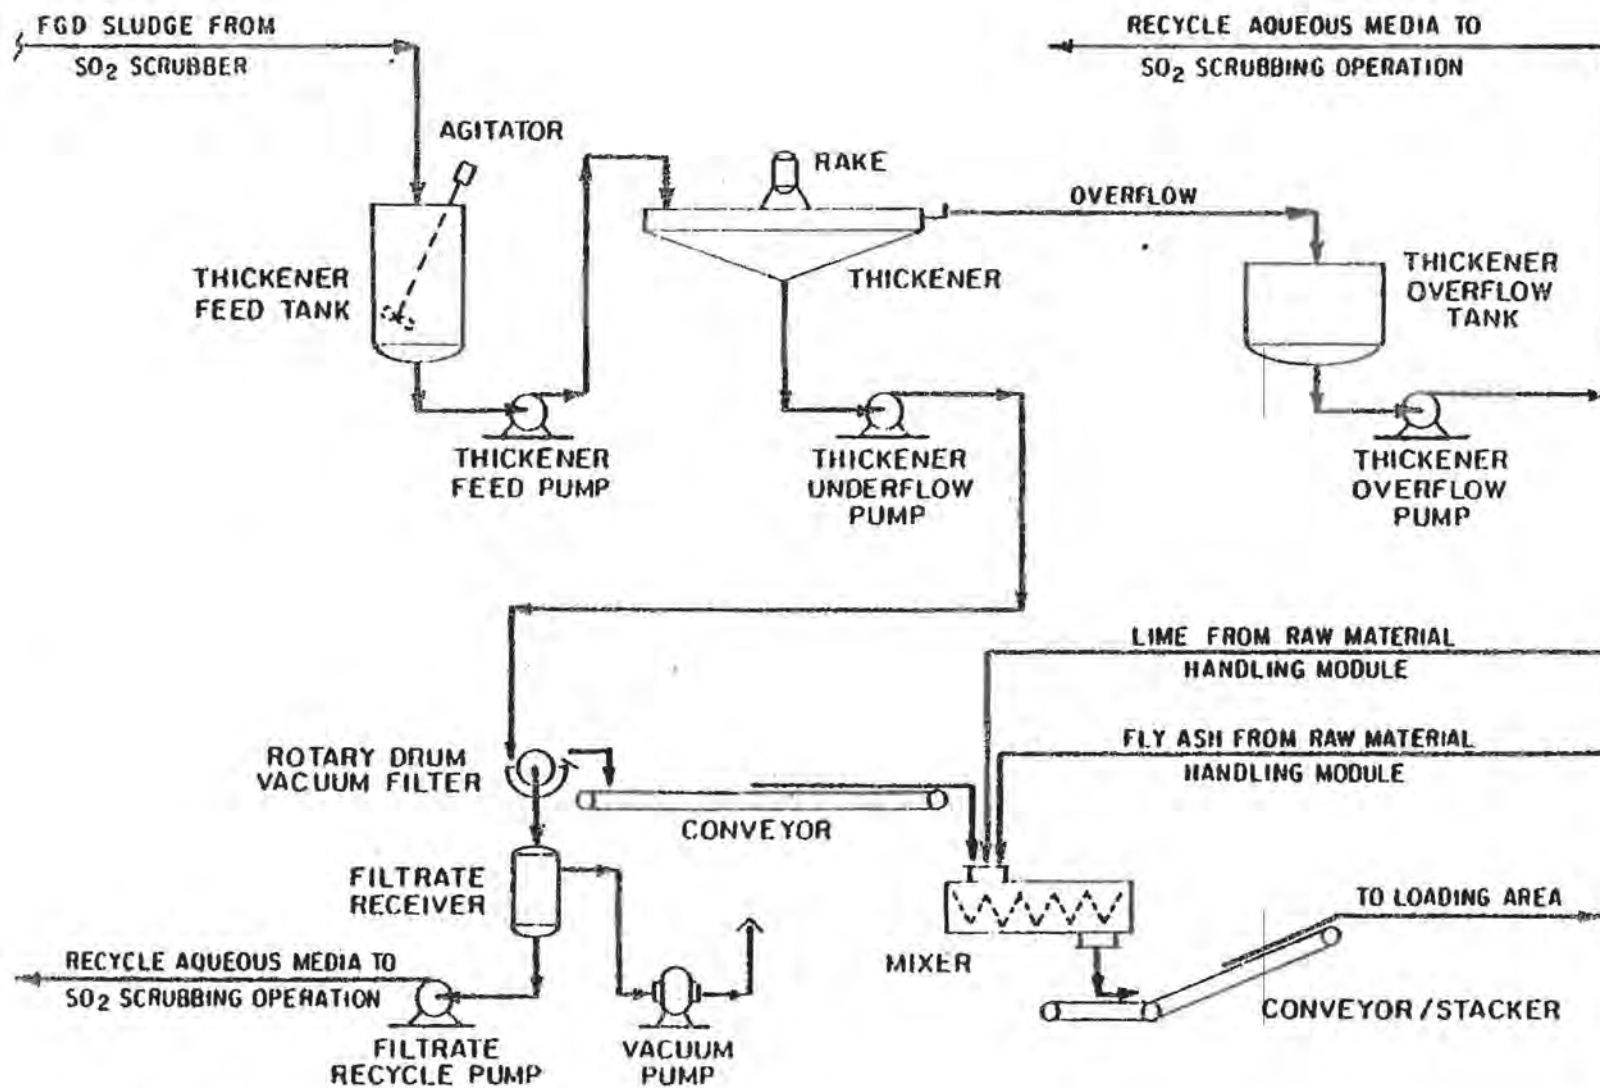 FGD SLUDGE FROM
SO2 SCRUBBER
RECYCLE AQUEOUS MEDIA TO
SO2 SCRUBBING OPERATION
AGITATOR
RAKE
OVERFLOW
THICKENER
FEED TANK
THICKENER
THICKENER
OVERFLOW
TANK
THICKENER
FEED PUMP
THICKENER
UNDERFLOW
PUMP
THICKENER
OVERFLOW
PUMP
LIME FROM RAW MATERIAL
HANDLING MODULE
FLY ASH FROM RAW MATERIAL
HANDLING MODULE
ROTARY DRUM
VACUUM FILTER
CONVEYOR
FILTRATE
RECEIVER
TO LOADING AREA
MIXER
RECYCLE AQUEOUS MEDIA TO
SO2 SCRUBBING OPERATION
CONVEYOR/STACKER
FILTRATE
RECYCLE PUMP
VACUUM
PUMP